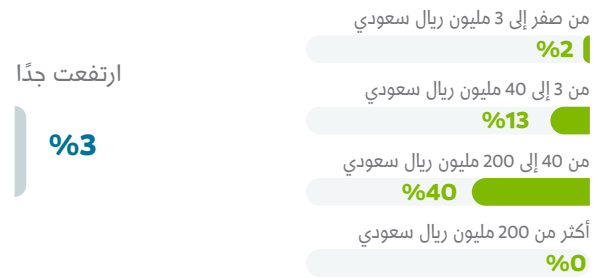 من صفر إلى 3 مليون ريال سعودي
%2
من 3 إلى 40 مليون ريال سعودي
%13
من 40 إلى 200 مليون ريال سعودي
%40
أكثر من 200 مليون ريال سعودي
%0
ارتفعت جدًا
%3